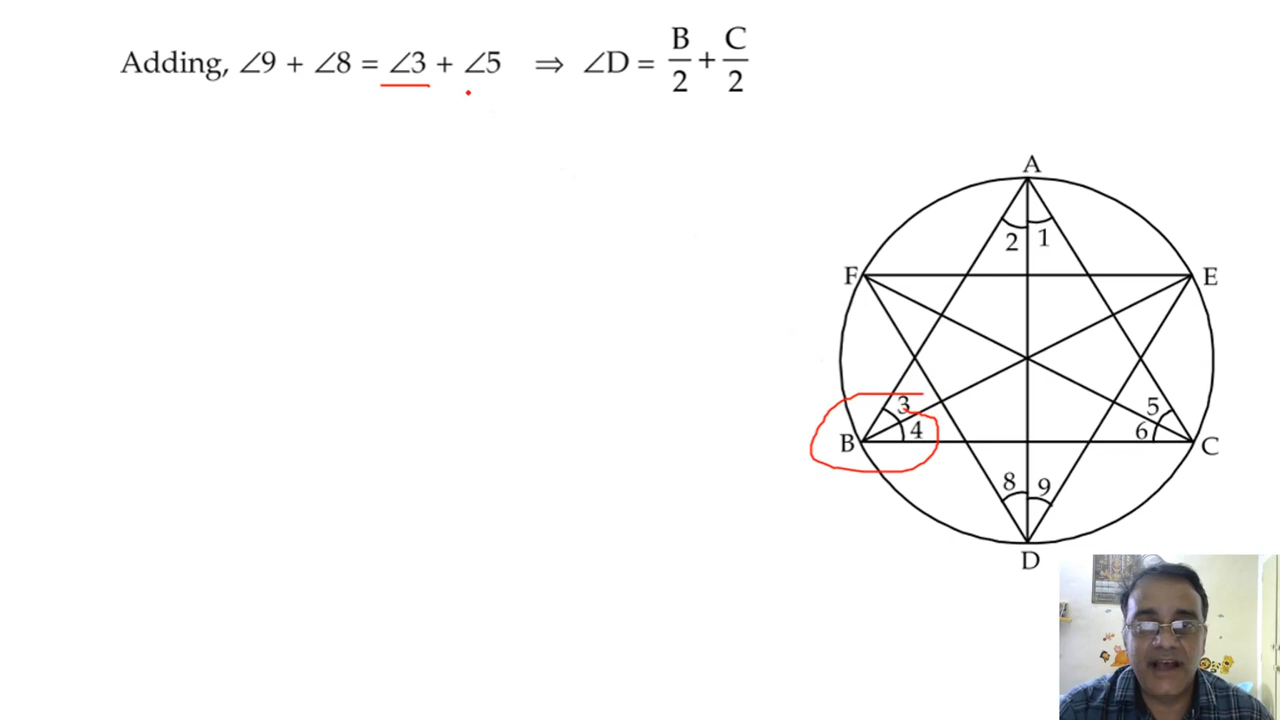 Adding, ∠9 + ∠8 = ∠3 + ∠5 ⇒ ∠D = B/2 + C/2
A
2 1
F E
3 5
B 4 6 C
8 9
D